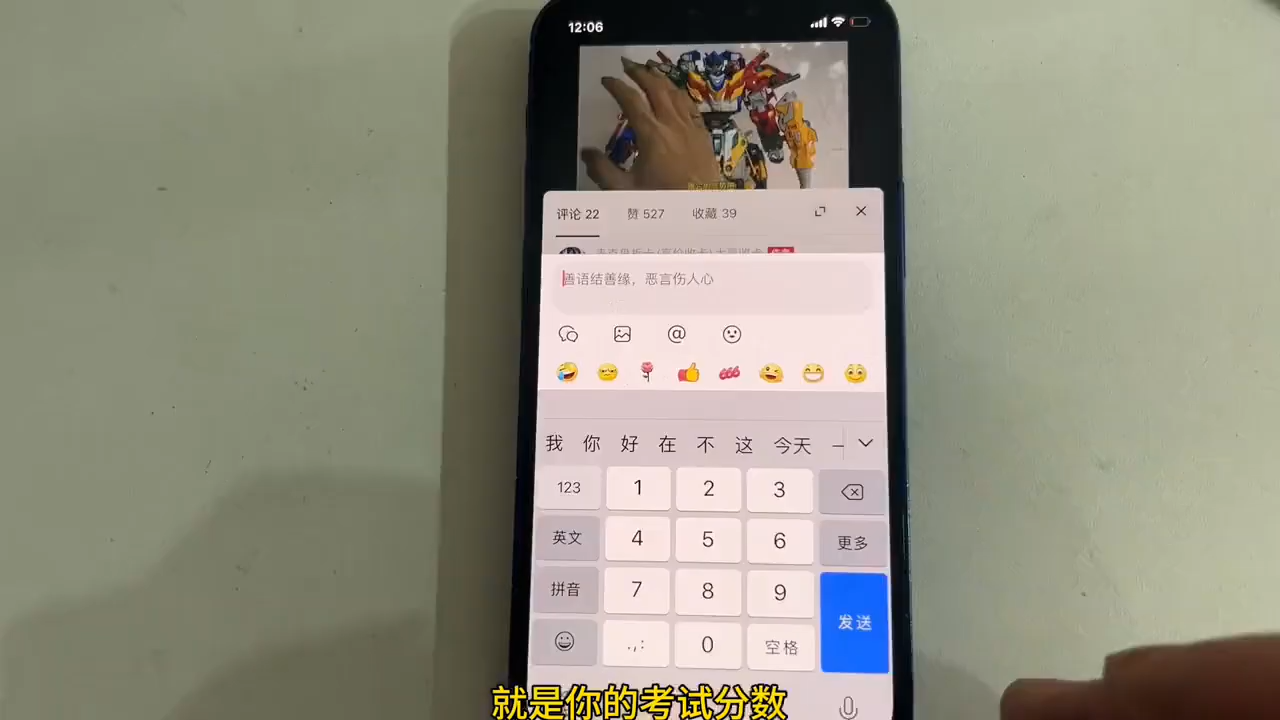 12:06
评论 22 赞 527 收藏 39
善语结善缘，恶言伤人心
@
666
我 你 好 在 不 这 今天
123 1 2 3
英文 4 5 6 更多
拼音 7 8 9
.,: 0 空格 发送
就是你的考试分数